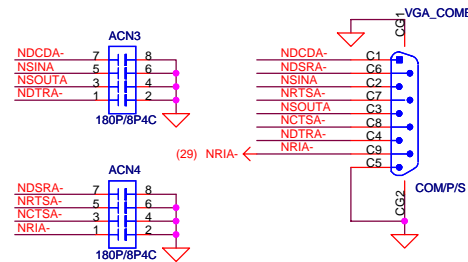 ACN3
NDCDA- 7 8
NSINA 5 6
NSOUTA 3 4
NDTRA- 1 2
180P/8P4C
ACN4
NDSRA- 7 8
NRTSA- 5 6
NCTSA- 3 4
NRIA- 1 2
180P/8P4C
VGA_COMB
CG1
NDCDA- C1
NDSRA- C6
NSINA C2
NRTSA- C7
NSOUTA C3
NCTSA- C8
NDTRA- C4
(29) NRIA- NRIA- C9
C5
CG2
COM/P/S